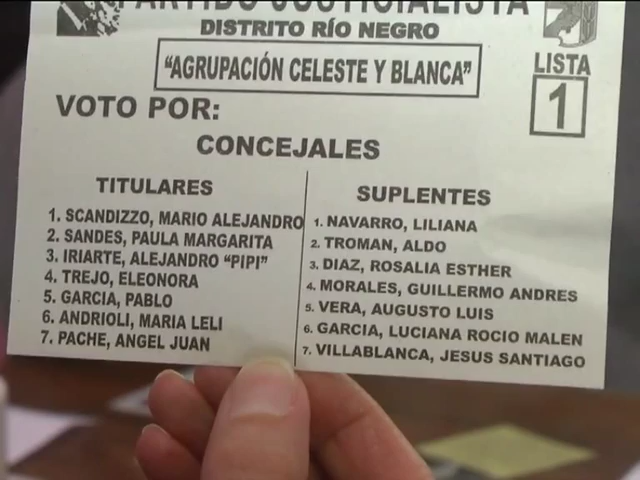 PARTIDO JUSTICIALISTA
DISTRITO RÍO NEGRO
"AGRUPACIÓN CELESTE Y BLANCA"
LISTA
1
VOTO POR:
CONCEJALES
TITULARES
1. SCANDIZZO, MARIO ALEJANDRO
2. SANDES, PAULA MARGARITA
3. IRIARTE, ALEJANDRO "PIPI"
4. TREJO, ELEONORA
5. GARCIA, PABLO
6. ANDRIOLI, MARIA LELI
7. PACHE, ANGEL JUAN
SUPLENTES
1. NAVARRO, LILIANA
2. TROMAN, ALDO
3. DIAZ, ROSALIA ESTHER
4. MORALES, GUILLERMO ANDRES
5. VERA, AUGUSTO LUIS
6. GARCIA, LUCIANA ROCIO MALEN
7. VILLABLANCA, JESUS SANTIAGO